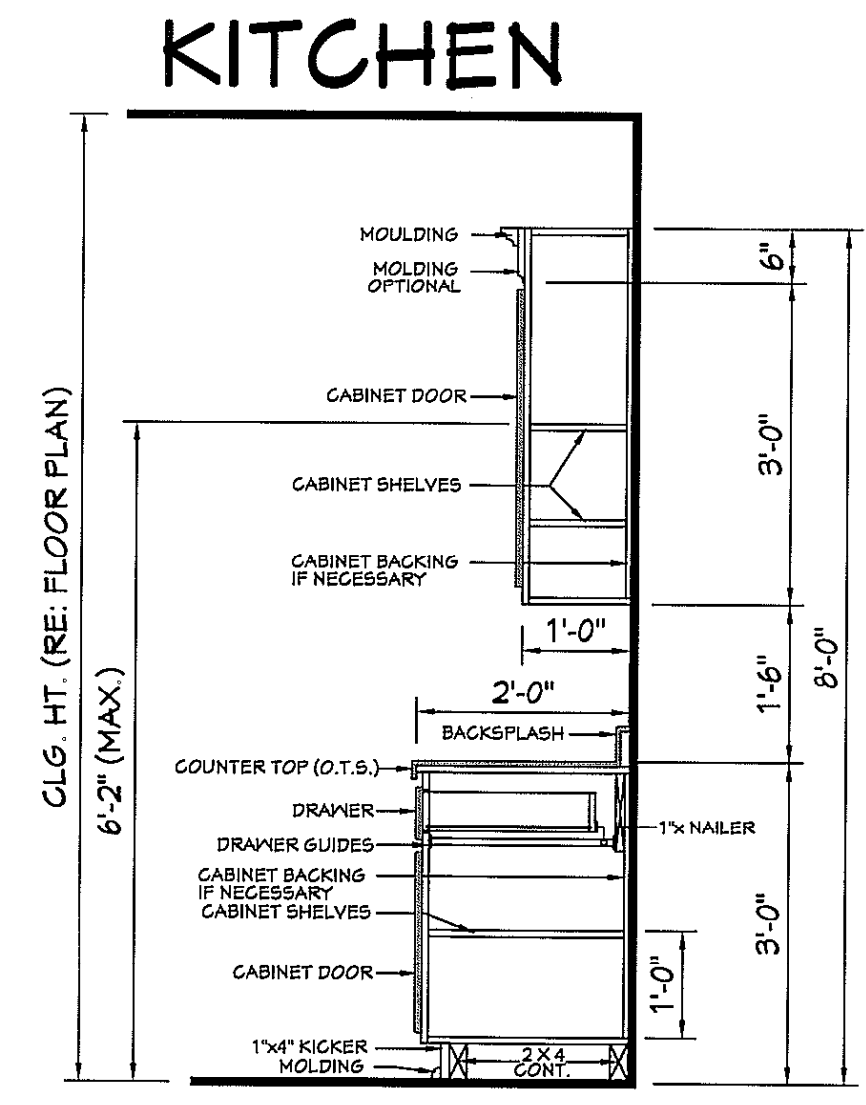 KITCHEN
MOULDING
MOLDING
OPTIONAL
6"
CABINET DOOR
3'-0"
CABINET SHELVES
CABINET BACKING
IF NECESSARY
CLG. HT. (RE: FLOOR PLAN)
6'-2" (MAX.)
1'-0"
8'-0"
1'-6"
2'-0"
BACKSPLASH
COUNTER TOP (O.T.S.)
DRAWER
1"x NAILER
DRAWER GUIDES
CABINET BACKING
IF NECESSARY
CABINET SHELVES
3'-0"
CABINET DOOR
1'-0"
1"x4" KICKER
MOLDING
2 X 4
CONT.